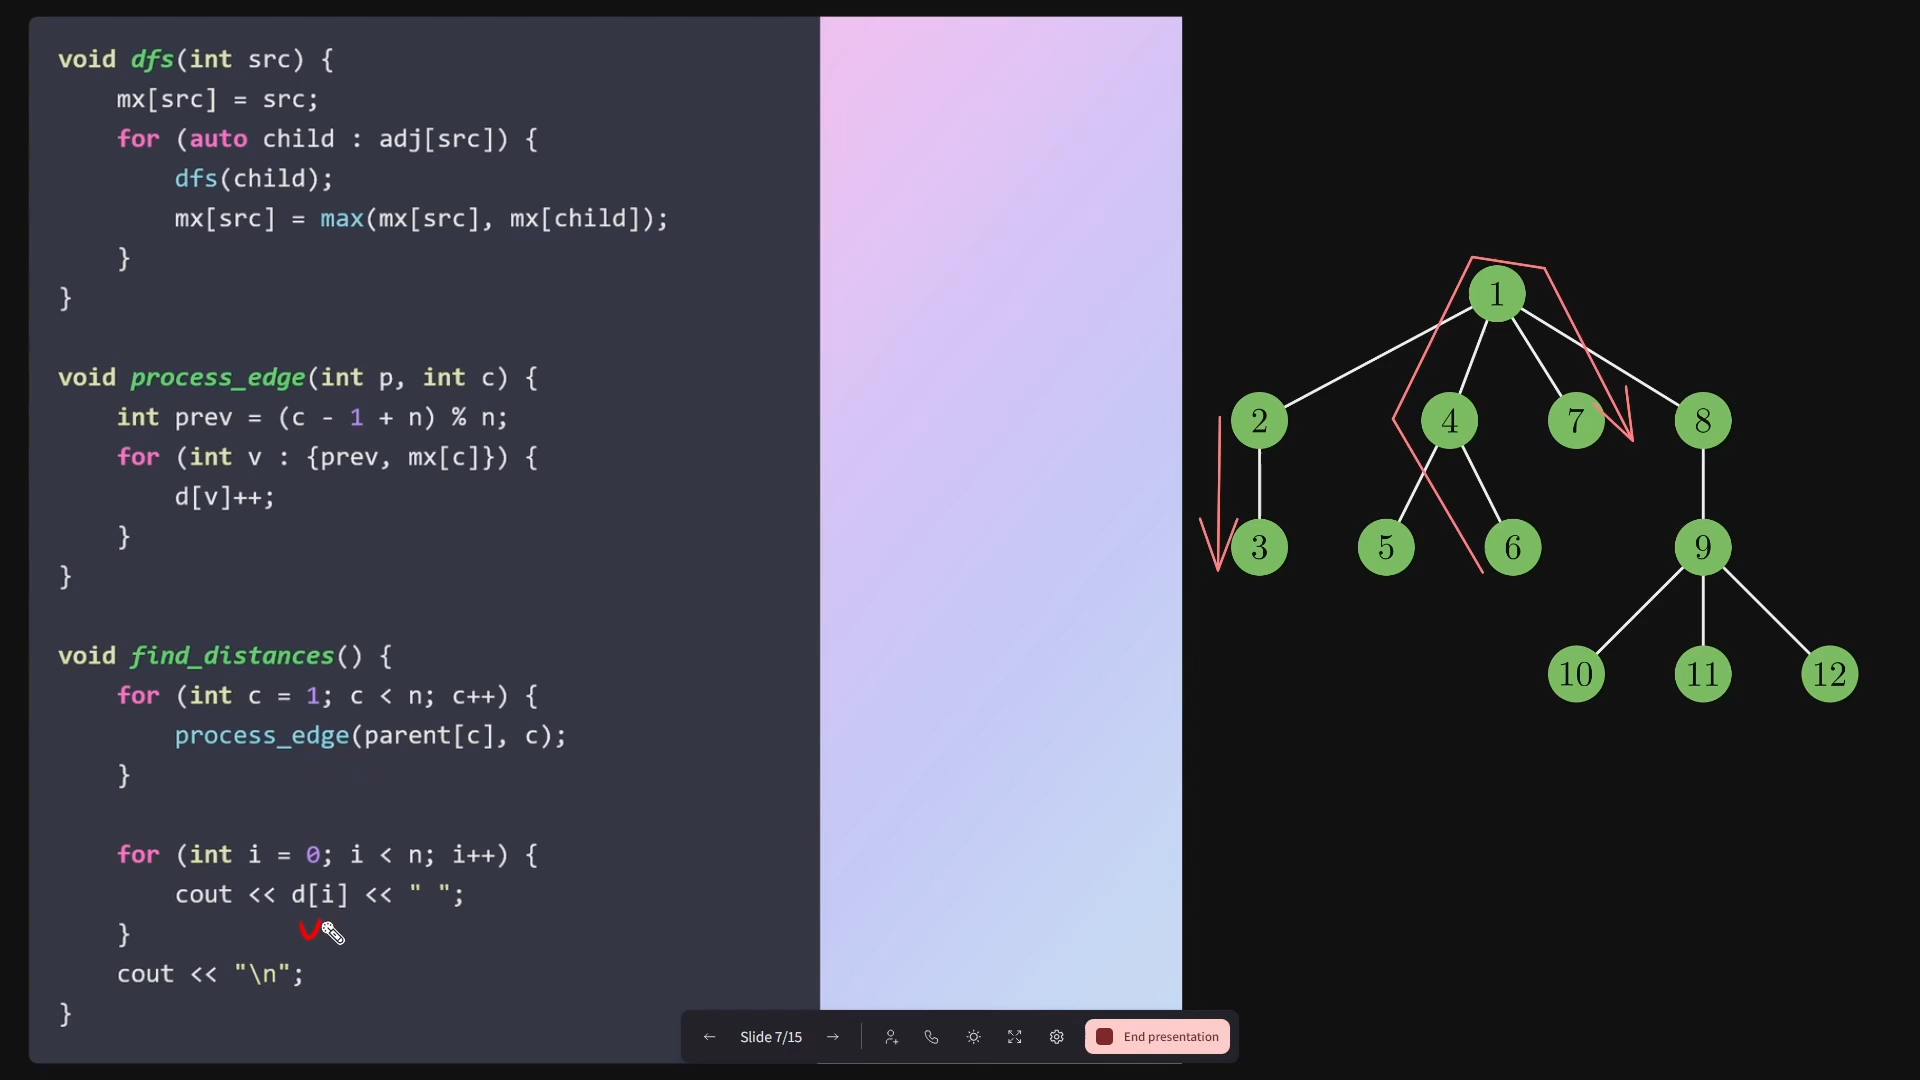 void dfs(int src) {
    mx[src] = src;
    for (auto child : adj[src]) {
        dfs(child);
        mx[src] = max(mx[src], mx[child]);
    }
}
void process_edge(int p, int c) {
    int prev = (c - 1 + n) % n;
    for (int v : {prev, mx[c]}) {
        d[v]++;
    }
}
void find_distances() {
    for (int c = 1; c < n; c++) {
        process_edge(parent[c], c);
    }
    for (int i = 0; i < n; i++) {
        cout << d[i] << " ";
    }
    cout << "\n";
}
1
2 4 7 8
3 5 6 9
10 11 12
Slide 7/15
End presentation